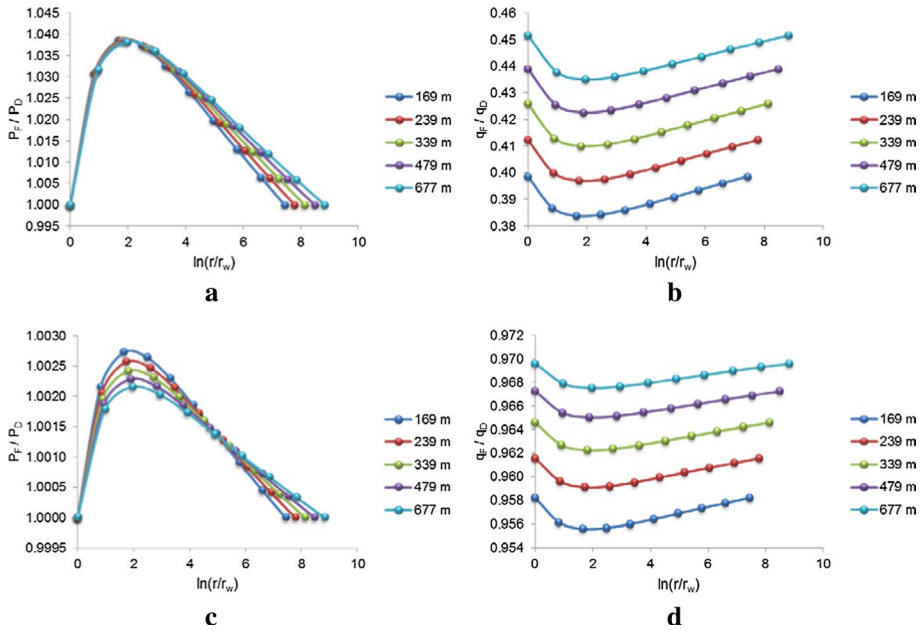 1.045
1.040
1.035
1.030
1.025
1.020
1.015
1.010
1.005
1.000
0.995
P_F / P_D
0 2 4 6 8 10
ln(r/r_w)
169 m
239 m
339 m
479 m
677 m
a
0.46
0.45
0.44
0.43
0.42
0.41
0.40
0.39
0.38
q_F / q_D
0 2 4 6 8 10
ln(r/r_w)
169 m
239 m
339 m
479 m
677 m
b
1.0030
1.0025
1.0020
1.0015
1.0010
1.0005
1.0000
0.9995
P_F / P_D
0 2 4 6 8 10
ln(r/r_w)
169 m
239 m
339 m
479 m
677 m
c
0.972
0.970
0.968
0.966
0.964
0.962
0.960
0.958
0.956
0.954
q_F / q_D
0 2 4 6 8 10
ln(r/r_w)
169 m
239 m
339 m
479 m
677 m
d